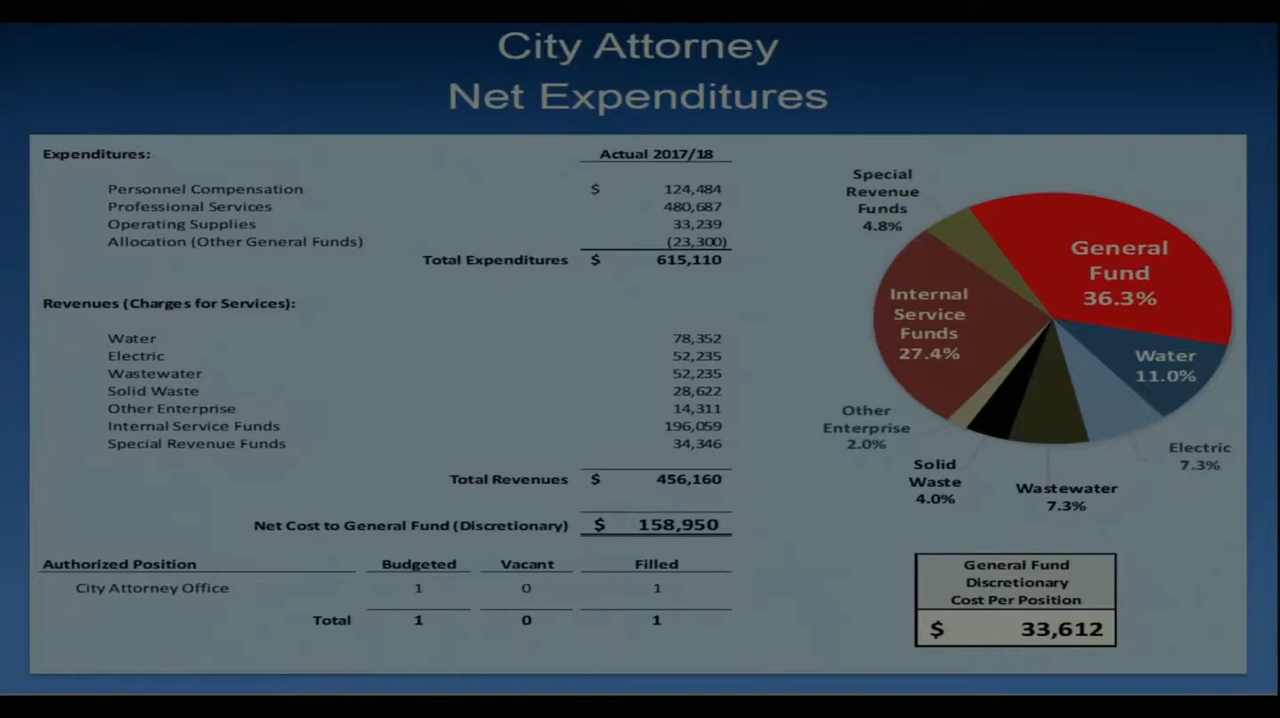 City Attorney
Net Expenditures
Expenditures: Actual 2017/18
Personnel Compensation $ 124,484
Professional Services 480,687
Operating Supplies 33,239
Allocation (Other General Funds) (23,300)
Total Expenditures $ 615,110
Revenues (Charges for Services):
Water 78,352
Electric 52,235
Wastewater 52,235
Solid Waste 28,622
Other Enterprise 14,311
Internal Service Funds 196,059
Special Revenue Funds 34,346
Total Revenues $ 456,160
Net Cost to General Fund (Discretionary) $ 158,950
Authorized Position Budgeted Vacant Filled
City Attorney Office 1 0 1
Total 1 0 1
Special
Revenue
Funds
4.8%
General
Fund
36.3%
Internal
Service
Funds
27.4%
Water
11.0%
Other
Enterprise
2.0%
Solid
Waste
4.0%
Wastewater
7.3%
Electric
7.3%
General Fund
Discretionary
Cost Per Position
$ 33,612